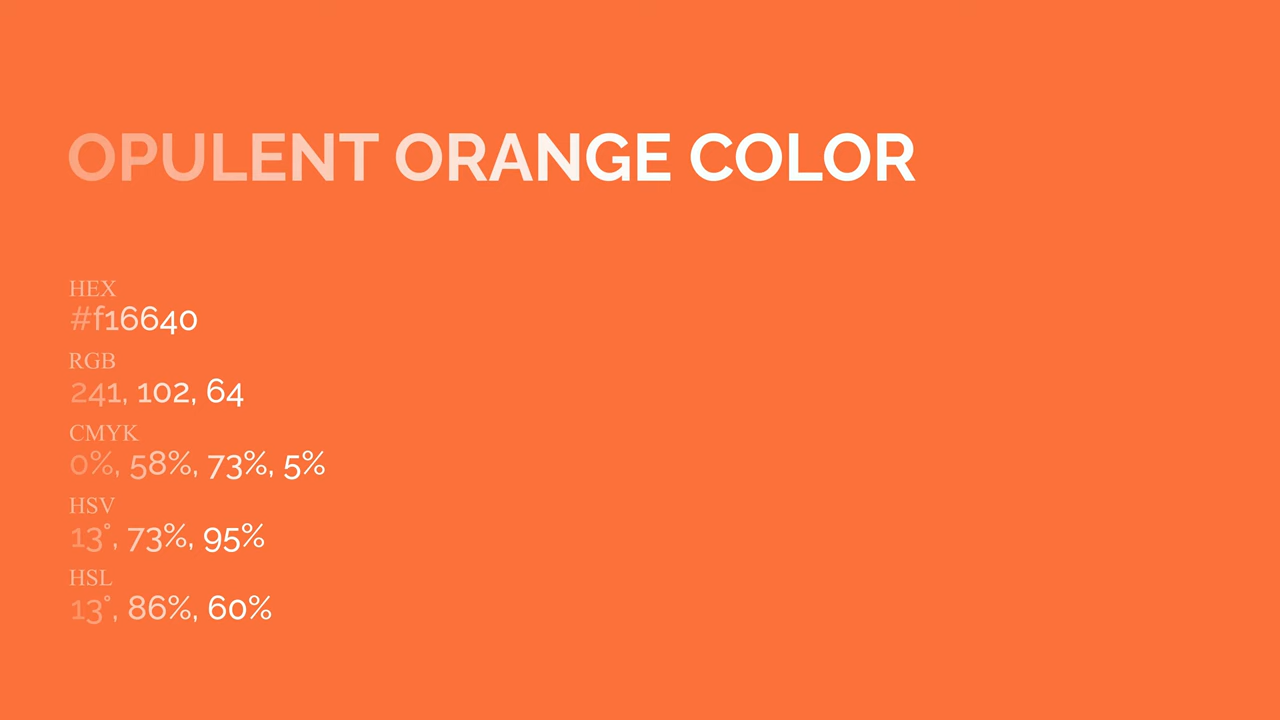 OPULENT ORANGE COLOR
HEX
#f16640
RGB
241, 102, 64
CMYK
0%, 58%, 73%, 5%
HSV
13°, 73%, 95%
HSL
13°, 86%, 60%